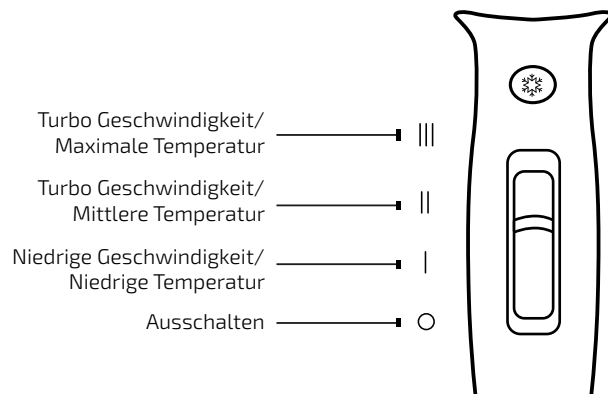 Turbo Geschwindigkeit/
Maximale Temperatur
|||
Turbo Geschwindigkeit/
Mittlere Temperatur
||
Niedrige Geschwindigkeit/
Niedrige Temperatur
|
Ausschalten